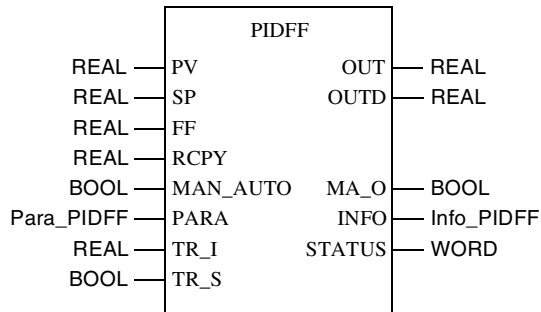 PIDFF
REAL PV OUT REAL
REAL SP OUTD REAL
REAL FF
REAL RCPY
BOOL MAN_AUTO MA_O BOOL
Para_PIDFF PARA INFO Info_PIDFF
REAL TR_I STATUS WORD
BOOL TR_S